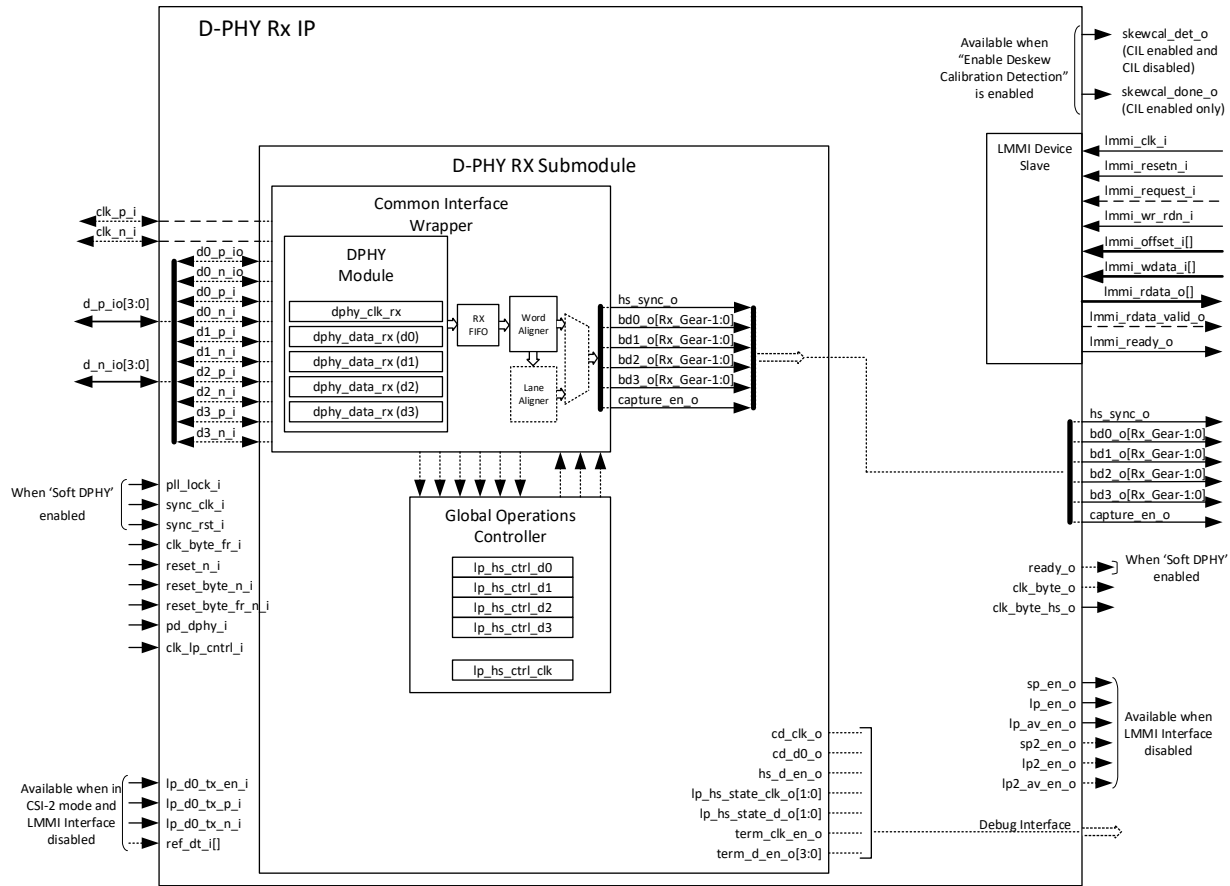 D-PHY Rx IP
Available when
“Enable Deskew
Calibration Detection”
is enabled
skewcal_det_o
(CIL enabled and
CIL disabled)
skewcal_done_o
(CIL enabled only)
LMMI Device
Slave
lmmi_clk_i
lmmi_resetn_i
lmmi_request_i
lmmi_wr_rdn_i
lmmi_offset_i[]
lmmi_wdata_i[]
lmmi_rdata_o[]
lmmi_rdata_valid_o
lmmi_ready_o
D-PHY RX Submodule
Common Interface
Wrapper
DPHY
Module
dphy_clk_rx
dphy_data_rx (d0)
dphy_data_rx (d1)
dphy_data_rx (d2)
dphy_data_rx (d3)
RX
FIFO
Word
Aligner
Lane
Aligner
hs_sync_o
bd0_o[Rx_Gear-1:0]
bd1_o[Rx_Gear-1:0]
bd2_o[Rx_Gear-1:0]
bd3_o[Rx_Gear-1:0]
capture_en_o
clk_p_i
clk_n_i
d_p_io[3:0]
d_n_io[3:0]
d0_p_io
d0_n_io
d0_p_i
d0_n_i
d1_p_i
d1_n_i
d2_p_i
d2_n_i
d3_p_i
d3_n_i
hs_sync_o
bd0_o[Rx_Gear-1:0]
bd1_o[Rx_Gear-1:0]
bd2_o[Rx_Gear-1:0]
bd3_o[Rx_Gear-1:0]
capture_en_o
When ‘Soft DPHY’
enabled
pll_lock_i
sync_clk_i
sync_rst_i
clk_byte_fr_i
reset_n_i
reset_byte_n_i
reset_byte_fr_n_i
pd_dphy_i
clk_lp_cntrl_i
Global Operations
Controller
lp_hs_ctrl_d0
lp_hs_ctrl_d1
lp_hs_ctrl_d2
lp_hs_ctrl_d3
lp_hs_ctrl_clk
ready_o
clk_byte_o
clk_byte_hs_o
When ‘Soft DPHY’
enabled
sp_en_o
lp_en_o
lp_av_en_o
sp2_en_o
lp2_en_o
lp2_av_en_o
Available when
LMMI Interface
disabled
Available when in
CSI-2 mode and
LMMI Interface
disabled
lp_d0_tx_en_i
lp_d0_tx_p_i
lp_d0_tx_n_i
ref_dt_i[]
cd_clk_o
cd_d0_o
hs_d_en_o
lp_hs_state_clk_o[1:0]
lp_hs_state_d_o[1:0]
term_clk_en_o
term_d_en_o[3:0]
Debug Interface